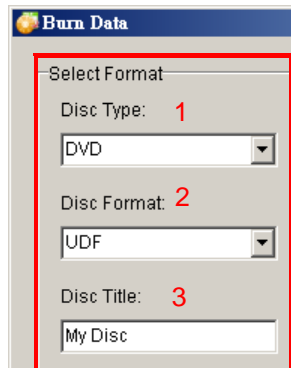 Burn Data
Select Format
Disc Type: 1
DVD
Disc Format: 2
UDF
Disc Title: 3
My Disc